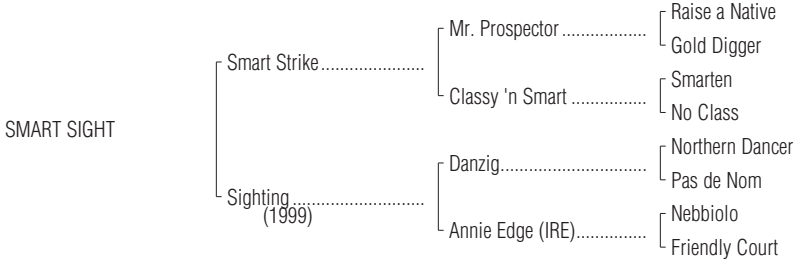 Raise a Native
Mr. Prospector..................
Gold Digger
Smart Strike......................
Smarten
Classy 'n Smart ................
No Class
SMART SIGHT
Northern Dancer
Danzig...............................
Pas de Nom
Sighting............................
(1999)
Nebbiolo
Annie Edge (IRE)...............
Friendly Court